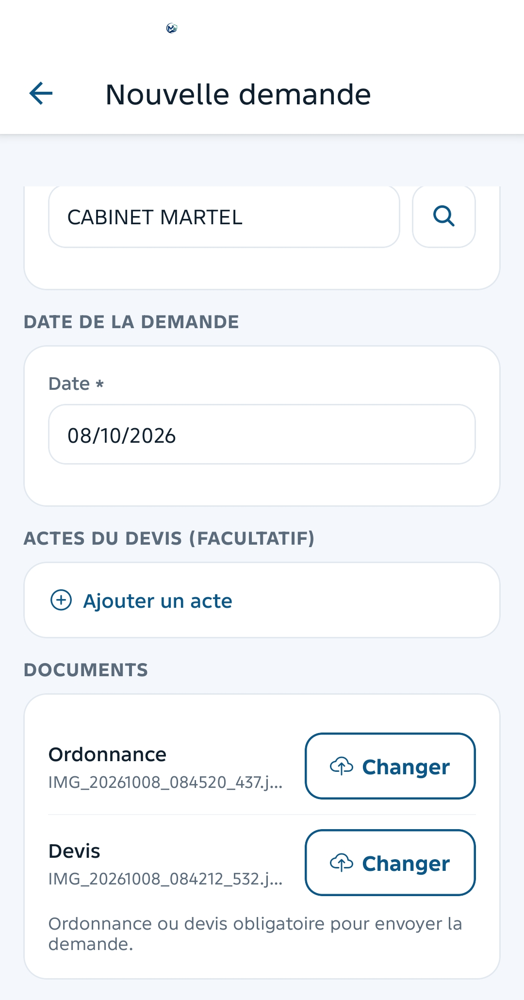 Nouvelle demande
CABINET MARTEL
DATE DE LA DEMANDE
Date *
08/10/2026
ACTES DU DEVIS (FACULTATIF)
Ajouter un acte
DOCUMENTS
Ordonnance
IMG_20261008_084520_437.j...
Changer
Devis
IMG_20261008_084212_532.j...
Changer
Ordonnance ou devis obligatoire pour envoyer la
demande.